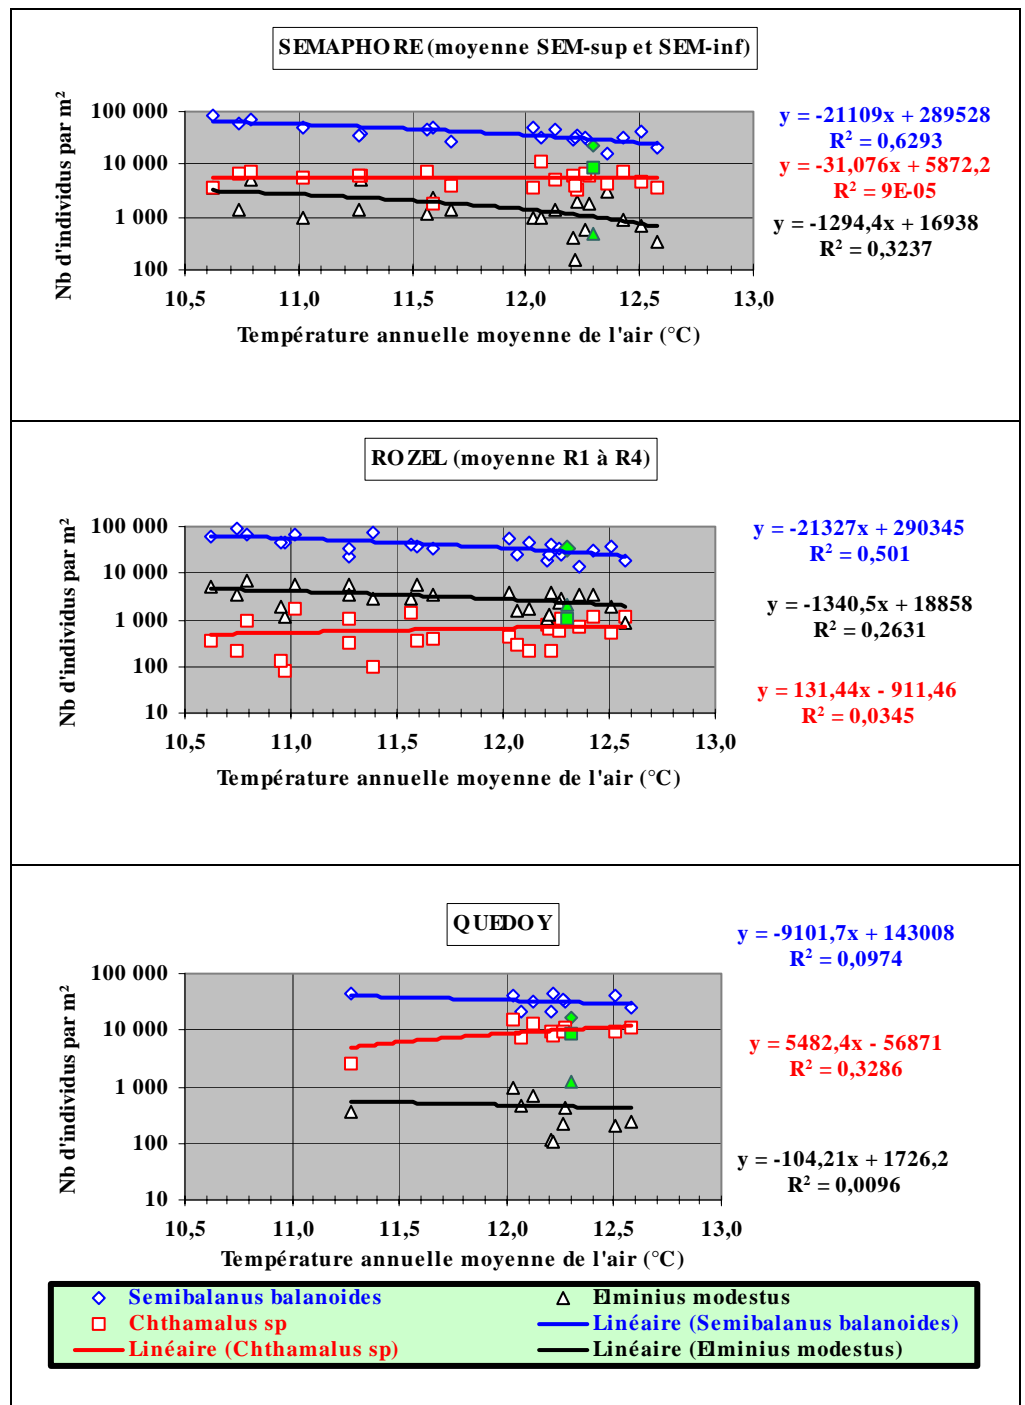 SEMAPHORE (moyenne SEM-sup et SEM-inf)
Nb d'individus par m²
100 000
10 000
1 000
100
10,5 11,0 11,5 12,0 12,5 13,0
Température annuelle moyenne de l'air (°C)
y = -21109x + 289528
R² = 0,6293
y = -31,076x + 5872,2
R² = 9E-05
y = -1294,4x + 16938
R² = 0,3237
ROZEL (moyenne R1 à R4)
Nb d'individus par m²
100 000
10 000
1 000
100
10
10,5 11,0 11,5 12,0 12,5 13,0
Température annuelle moyenne de l'air (°C)
y = -21327x + 290345
R² = 0,501
y = -1340,5x + 18858
R² = 0,2631
y = 131,44x - 911,46
R² = 0,0345
QUEDOY
Nb d'individus par m²
100 000
10 000
1 000
100
10
10,5 11,0 11,5 12,0 12,5 13,0
Température annuelle moyenne de l'air (°C)
y = -9101,7x + 143008
R² = 0,0974
y = 5482,4x - 56871
R² = 0,3286
y = -104,21x + 1726,2
R² = 0,0096
Semibalanus balanoides
Elminius modestus
Chthamalus sp
Linéaire (Semibalanus balanoides)
Linéaire (Chthamalus sp)
Linéaire (Elminius modestus)